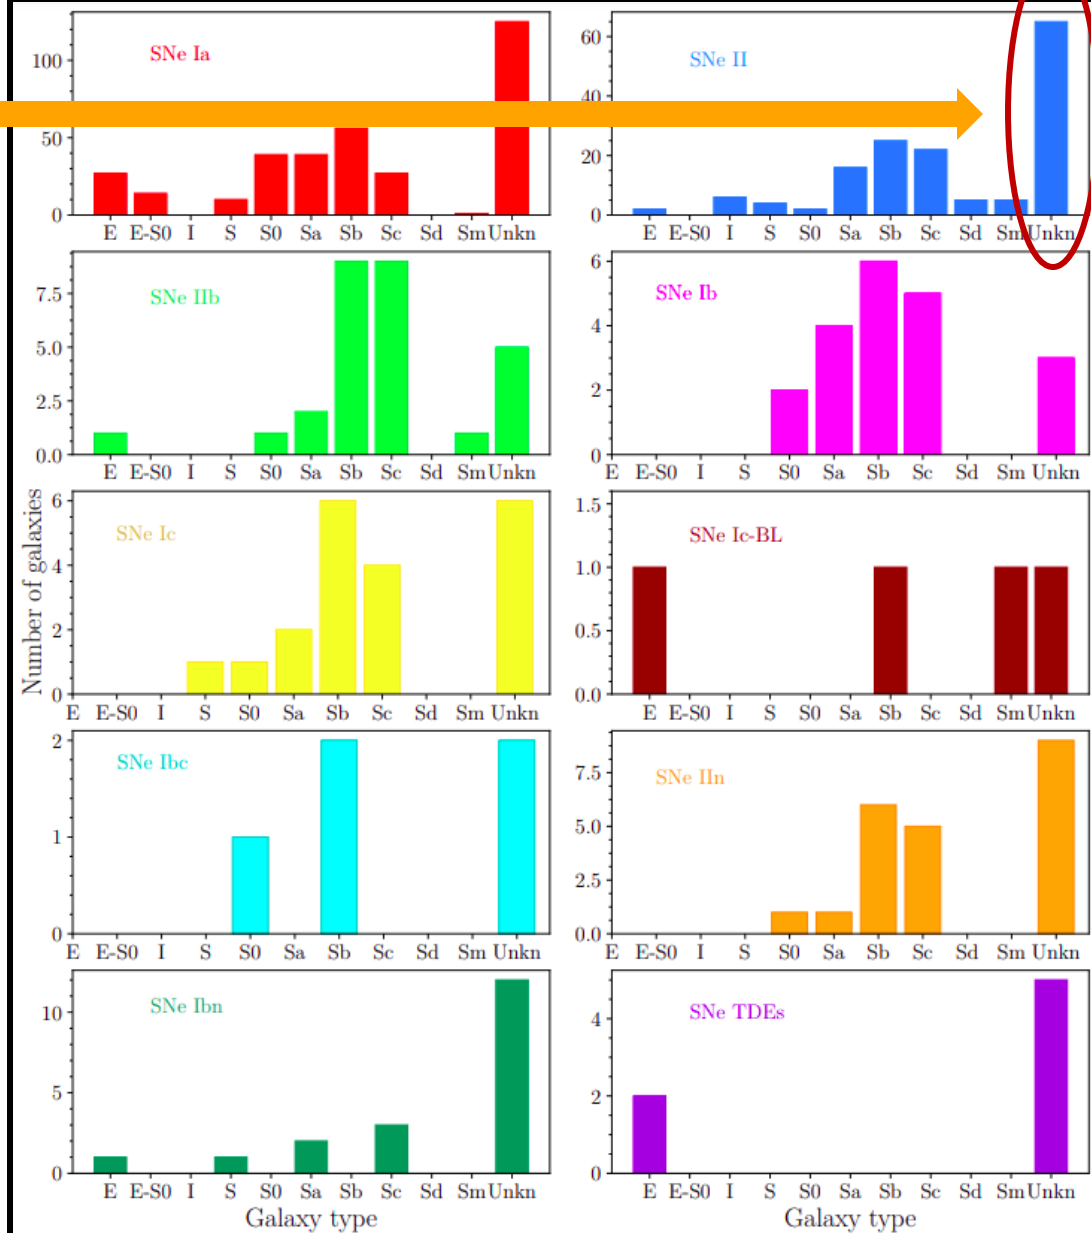 SNe Ia
100
50
0
E E-S0 I S S0 Sa Sb Sc Sd Sm Unkn
SNe II
60
40
20
0
E E-S0 I S S0 Sa Sb Sc Sd Sm Unkn
SNe IIb
7.5
5.0
2.5
0.0
E E-S0 I S S0 Sa Sb Sc Sd Sm Unkn
SNe Ib
6
4
2
0
E E-S0 I S S0 Sa Sb Sc Sd Sm Unkn
Number of galaxies
SNe Ic
6
4
2
0
E E-S0 I S S0 Sa Sb Sc Sd Sm Unkn
SNe Ic-BL
1.5
1.0
0.5
0.0
E E-S0 I S S0 Sa Sb Sc Sd Sm Unkn
SNe Ibc
2
1
0
E E-S0 I S S0 Sa Sb Sc Sd Sm Unkn
SNe IIn
7.5
5.0
2.5
0.0
E E-S0 I S S0 Sa Sb Sc Sd Sm Unkn
SNe Ibn
10
5
0
E E-S0 I S S0 Sa Sb Sc Sd Sm Unkn
Galaxy type
SNe TDEs
4
2
0
E E-S0 I S S0 Sa Sb Sc Sd Sm Unkn
Galaxy type